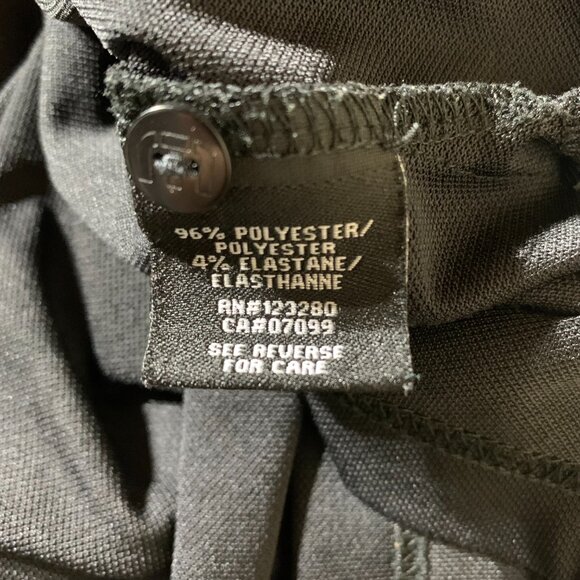 96% POLYESTER/
POLYESTER
4% ELASTANE/
ELASTHANNE
RN#123280
CA#07099
SEE REVERSE
FOR CARE